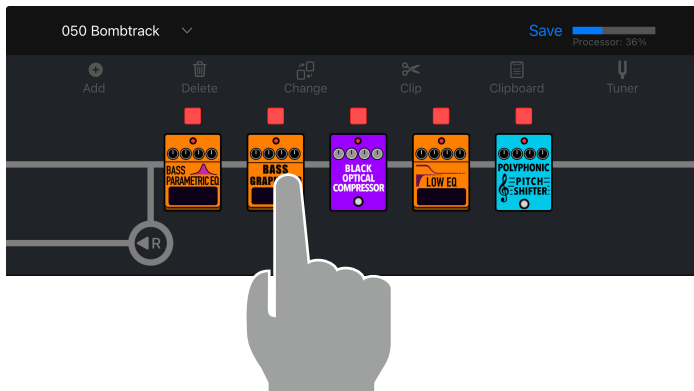 050 Bombtrack
Save
Processor: 36%
Add
Delete
Change
Clip
Clipboard
Tuner
BASS
PARAMETRIC EQ
BASS
BLACK
OPTICAL
COMPRESSOR
LOW EQ
POLYPHONIC
PITCH
SHIFTER
R